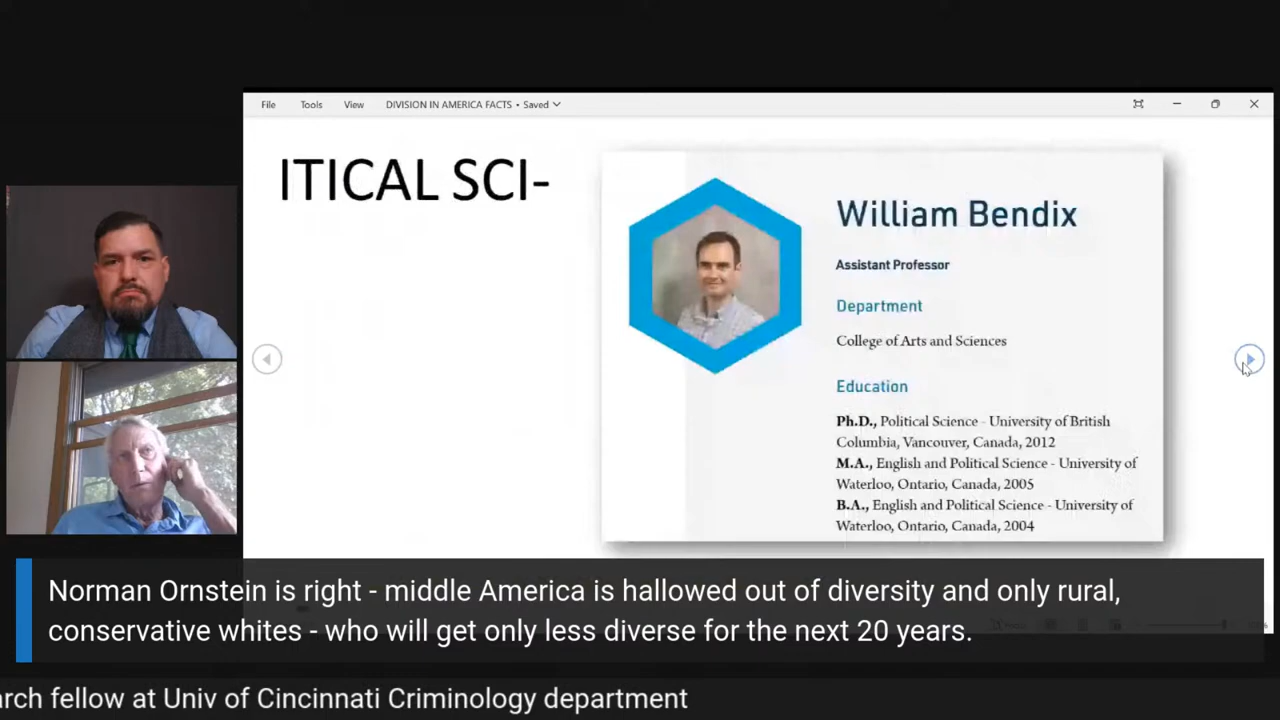 File Tools View DIVISION IN AMERICA FACTS • Saved
ITICAL SCI-
William Bendix
Assistant Professor
Department
College of Arts and Sciences
Education
Ph.D., Political Science - University of British
Columbia, Vancouver, Canada, 2012
M.A., English and Political Science - University of
Waterloo, Ontario, Canada, 2005
B.A., English and Political Science - University of
Waterloo, Ontario, Canada, 2004
Norman Ornstein is right - middle America is hallowed out of diversity and only rural,
conservative whites - who will get only less diverse for the next 20 years.
arch fellow at Univ of Cincinnati Criminology department